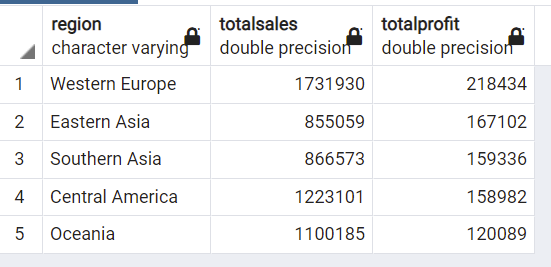 region totalsales totalprofit
character varying double precision double precision
1 Western Europe 1731930 218434
2 Eastern Asia 855059 167102
3 Southern Asia 866573 159336
4 Central America 1223101 158982
5 Oceania 1100185 120089